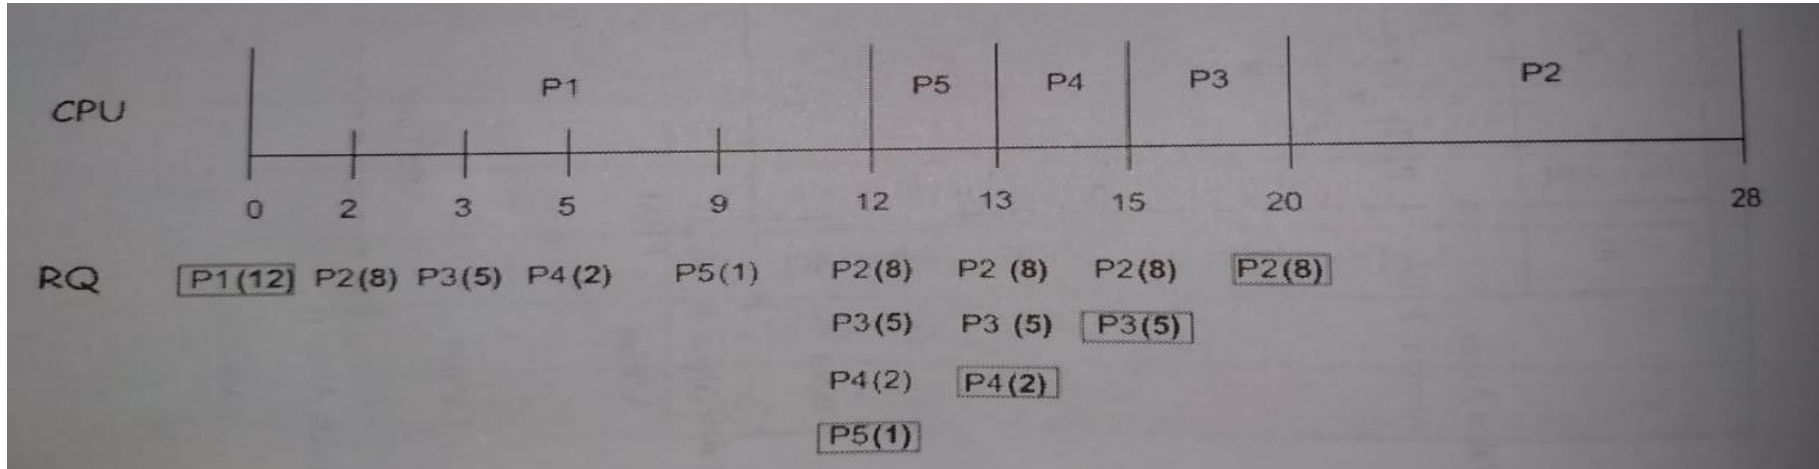 P1 P5 P4 P3 P2
CPU
0 2 3 5 9 12 13 15 20 28
RQ P1(12) P2(8) P3(5) P4(2) P5(1) P2(8) P2 (8) P2(8) P2(8)
P3(5) P3 (5) P3(5)
P4(2) P4(2)
P5(1)